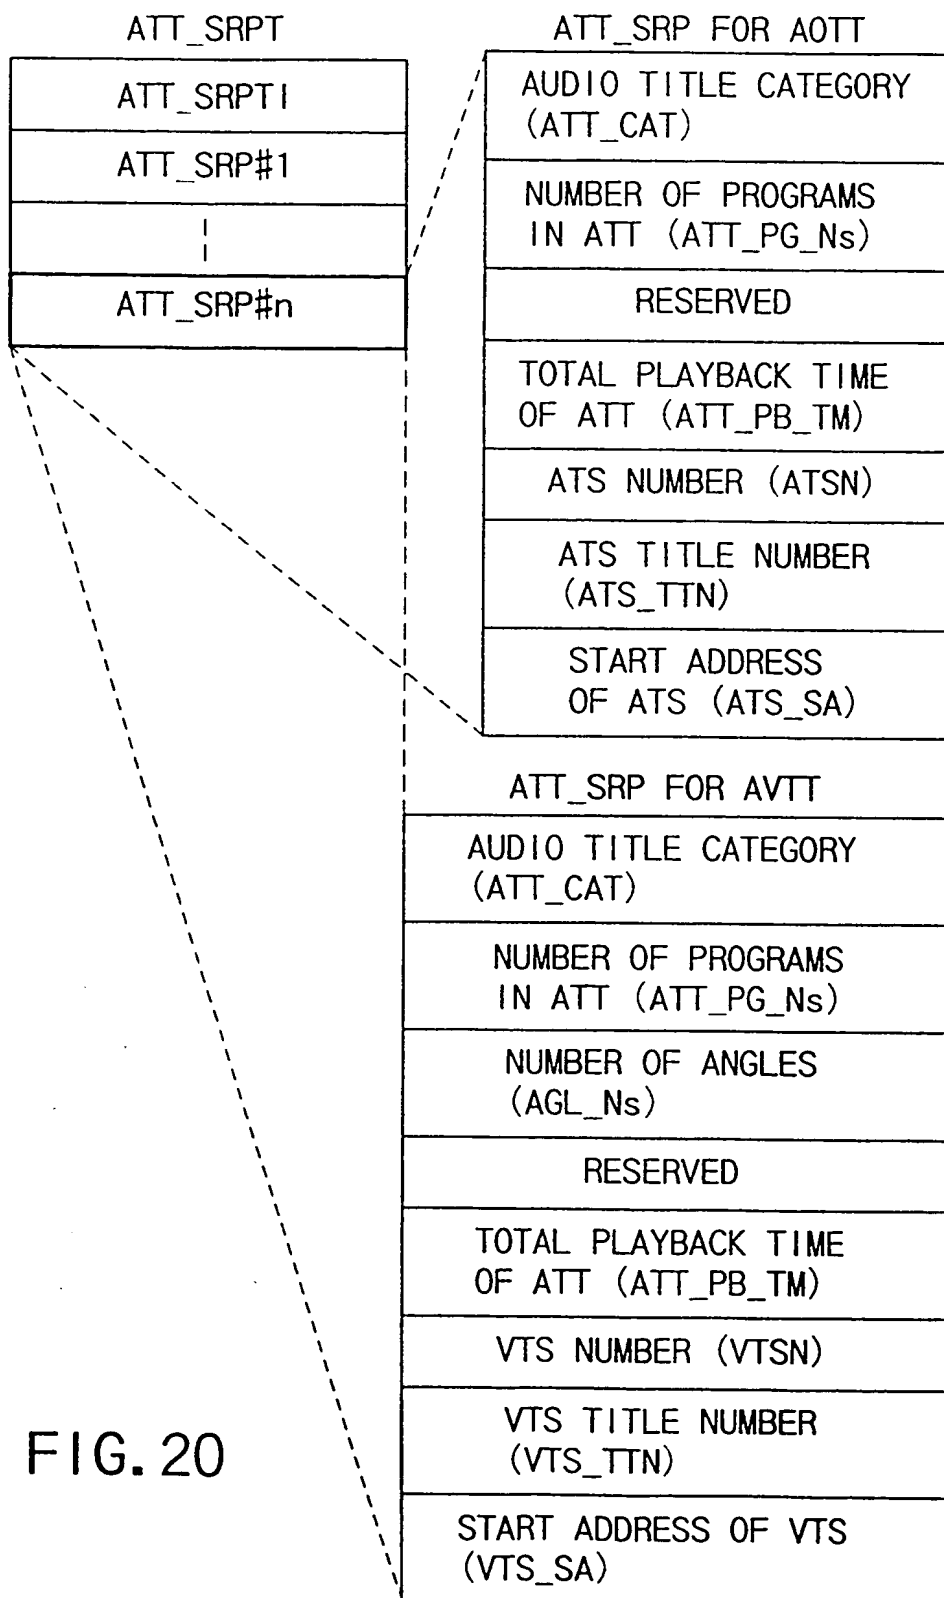 ATT_SRPT
ATT_SRPTI
ATT_SRP#1
ATT_SRP#n
ATT_SRP FOR AOTT
AUDIO TITLE CATEGORY
(ATT_CAT)
NUMBER OF PROGRAMS
IN ATT (ATT_PG_Ns)
RESERVED
TOTAL PLAYBACK TIME
OF ATT (ATT_PB_TM)
ATS NUMBER (ATSN)
ATS TITLE NUMBER
(ATS_TTN)
START ADDRESS
OF ATS (ATS_SA)
ATT_SRP FOR AVTT
AUDIO TITLE CATEGORY
(ATT_CAT)
NUMBER OF PROGRAMS
IN ATT (ATT_PG_Ns)
NUMBER OF ANGLES
(AGL_Ns)
RESERVED
TOTAL PLAYBACK TIME
OF ATT (ATT_PB_TM)
VTS NUMBER (VTSN)
VTS TITLE NUMBER
(VTS_TTN)
START ADDRESS OF VTS
(VTS_SA)
FIG. 20